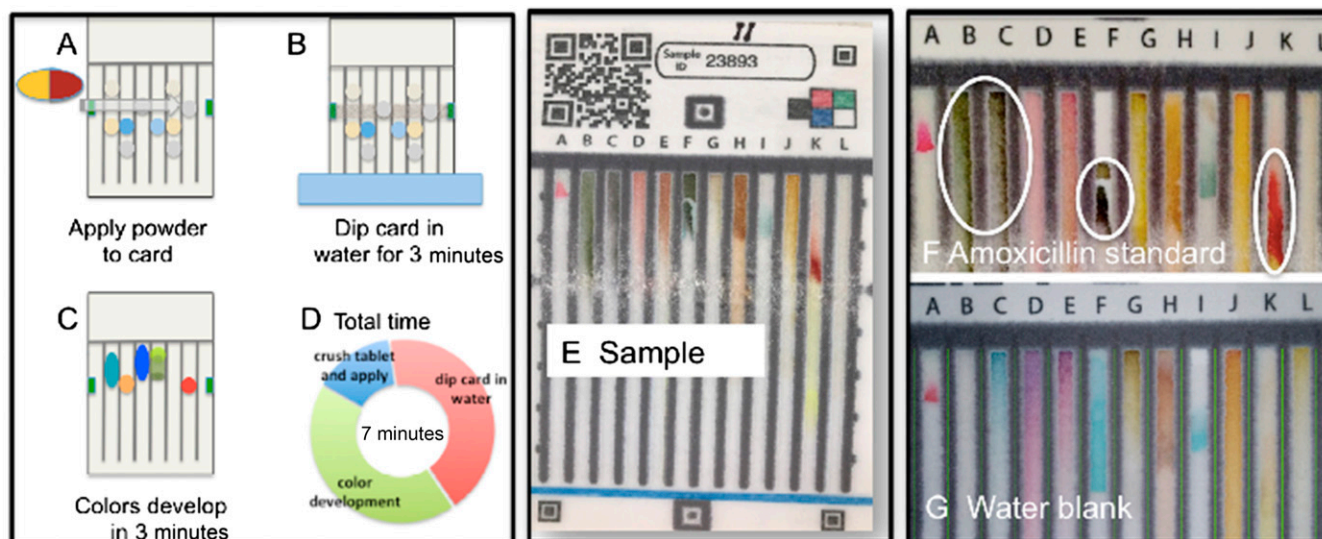 A
Apply powder
to card
B
Dip card in
water for 3 minutes
C
Colors develop
in 3 minutes
D Total time
crush tablet
and apply
dip card in
water
7 minutes
color
development
Sample
ID
23893
A B C D E F G H I J K L
E Sample
A B C D E F G H I J K L
F Amoxicillin standard
A B C D E F G H I J K L
G Water blank